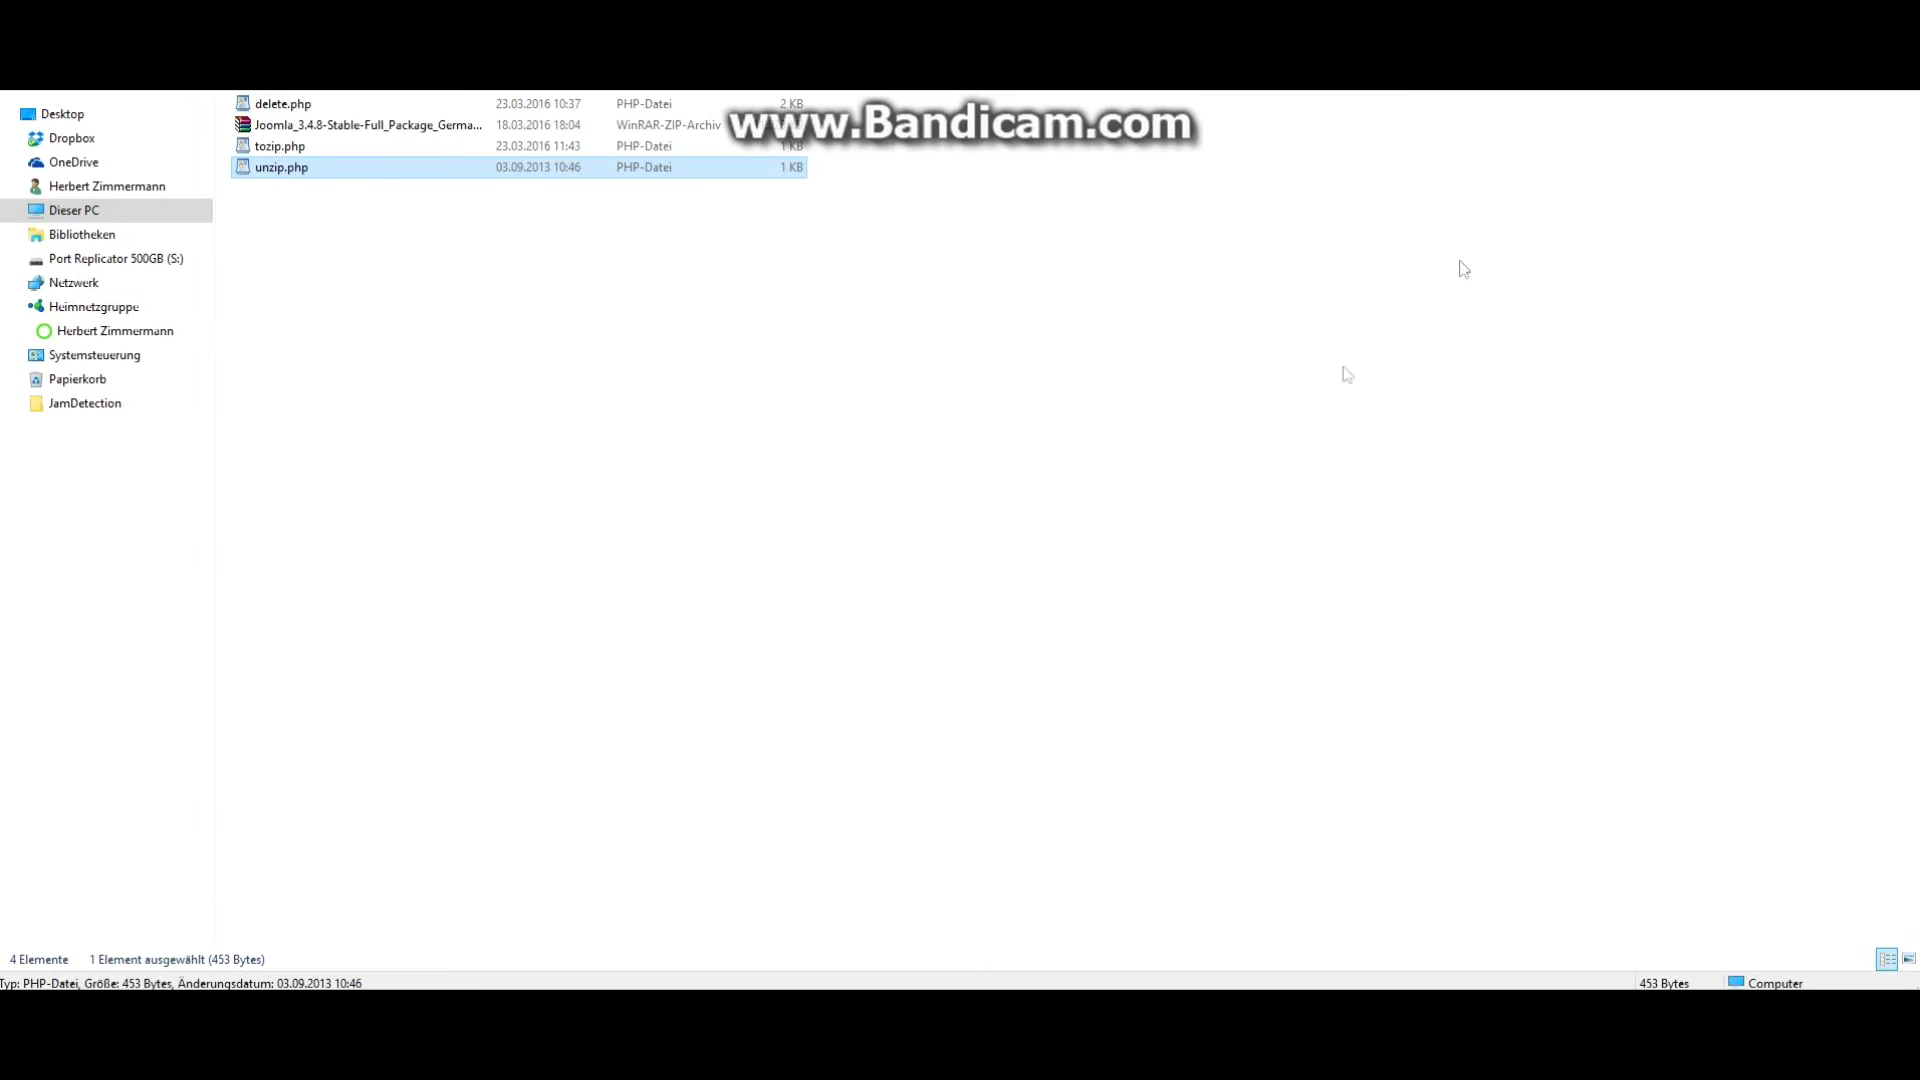 www.Bandicam.com
Desktop
Dropbox
OneDrive
Herbert Zimmermann
Dieser PC
Bibliotheken
Port Replicator 500GB (S:)
Netzwerk
Heimnetzgruppe
Herbert Zimmermann
Systemsteuerung
Papierkorb
JamDetection
delete.php 23.03.2016 10:37 PHP-Datei 2 KB
Joomla_3.4.8-Stable-Full_Package_Germa... 18.03.2016 18:04 WinRAR-ZIP-Archiv
tozip.php 23.03.2016 11:43 PHP-Datei 1 KB
unzip.php 03.09.2013 10:46 PHP-Datei 1 KB
4 Elemente 1 Element ausgewählt (453 Bytes)
Typ: PHP-Datei, Größe: 453 Bytes, Änderungsdatum: 03.09.2013 10:46 453 Bytes Computer